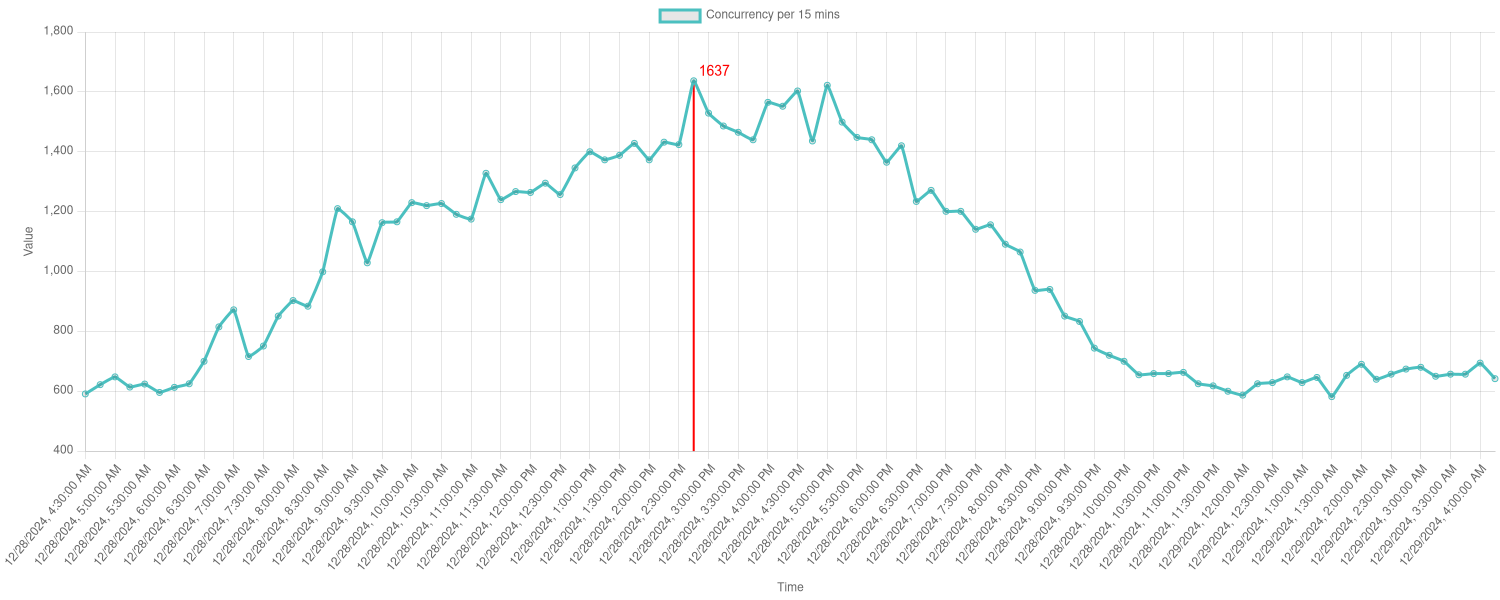 Concurrency per 15 mins
1,800
1,600
1,400
1,200
1,000
800
600
400
Value
1637
12/28/2024, 4:30:00 AM
12/28/2024, 5:00:00 AM
12/28/2024, 5:30:00 AM
12/28/2024, 6:00:00 AM
12/28/2024, 6:30:00 AM
12/28/2024, 7:00:00 AM
12/28/2024, 7:30:00 AM
12/28/2024, 8:00:00 AM
12/28/2024, 8:30:00 AM
12/28/2024, 9:00:00 AM
12/28/2024, 9:30:00 AM
12/28/2024, 10:00:00 AM
12/28/2024, 10:30:00 AM
12/28/2024, 11:00:00 AM
12/28/2024, 11:30:00 AM
12/28/2024, 12:00:00 PM
12/28/2024, 12:30:00 PM
12/28/2024, 1:00:00 PM
12/28/2024, 1:30:00 PM
12/28/2024, 2:00:00 PM
12/28/2024, 2:30:00 PM
12/28/2024, 3:00:00 PM
12/28/2024, 3:30:00 PM
12/28/2024, 4:00:00 PM
12/28/2024, 4:30:00 PM
12/28/2024, 5:00:00 PM
12/28/2024, 5:30:00 PM
12/28/2024, 6:00:00 PM
12/28/2024, 6:30:00 PM
12/28/2024, 7:00:00 PM
12/28/2024, 7:30:00 PM
12/28/2024, 8:00:00 PM
12/28/2024, 8:30:00 PM
12/28/2024, 9:00:00 PM
12/28/2024, 9:30:00 PM
12/28/2024, 10:00:00 PM
12/28/2024, 10:30:00 PM
12/28/2024, 11:00:00 PM
12/28/2024, 11:30:00 PM
12/29/2024, 12:00:00 AM
12/29/2024, 12:30:00 AM
12/29/2024, 1:00:00 AM
12/29/2024, 1:30:00 AM
12/29/2024, 2:00:00 AM
12/29/2024, 2:30:00 AM
12/29/2024, 3:00:00 AM
12/29/2024, 3:30:00 AM
12/29/2024, 4:00:00 AM
Time